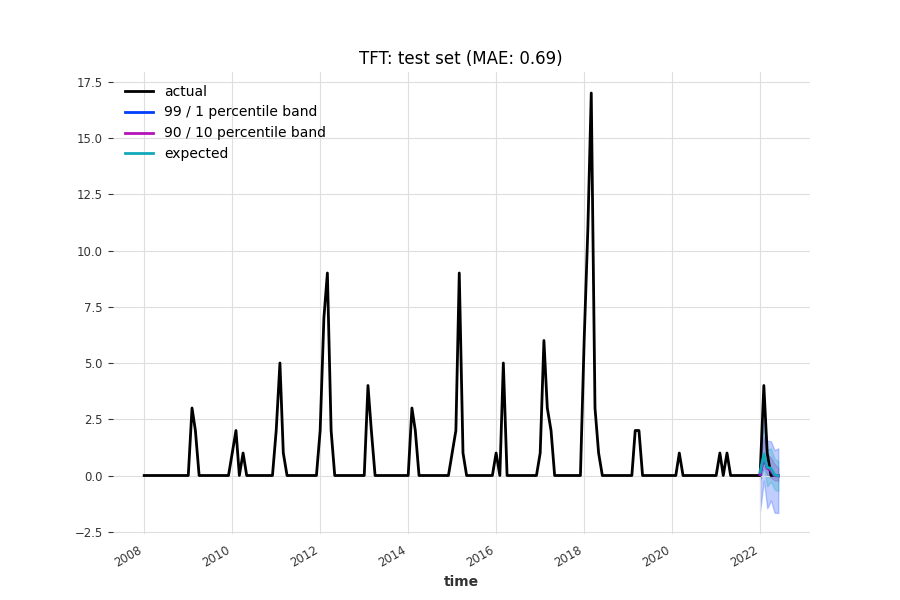 TFT: test set (MAE: 0.69)
17.5
15.0
12.5
10.0
7.5
5.0
2.5
0.0
−2.5
actual
99 / 1 percentile band
90 / 10 percentile band
expected
2008
2010
2012
2014
2016
2018
2020
2022
time